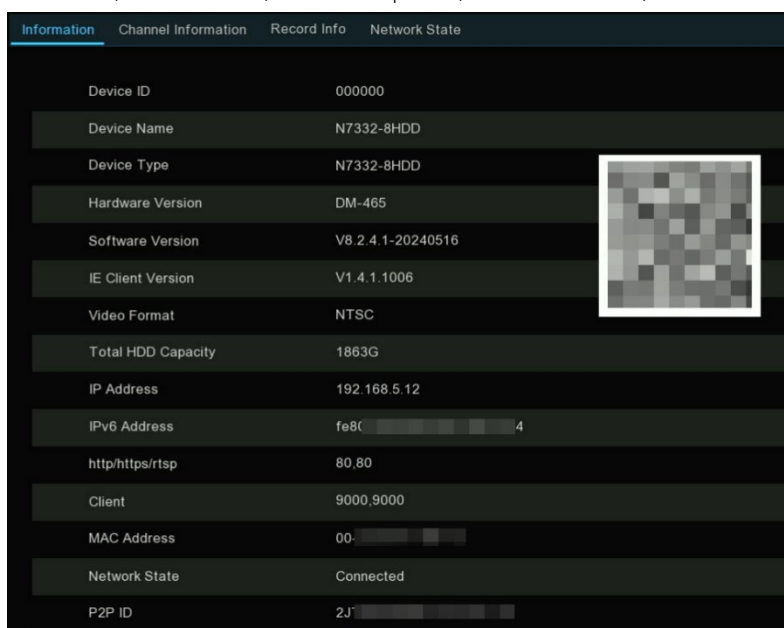 Information Channel Information Record Info Network State
Device ID 000000
Device Name N7332-8HDD
Device Type N7332-8HDD
Hardware Version DM-465
Software Version V8.2.4.1-20240516
IE Client Version V1.4.1.1006
Video Format NTSC
Total HDD Capacity 1863G
IP Address 192.168.5.12
IPv6 Address fe80 4
http/https/rtsp 80,80
Client 9000,9000
MAC Address 00-
Network State Connected
P2P ID 2J